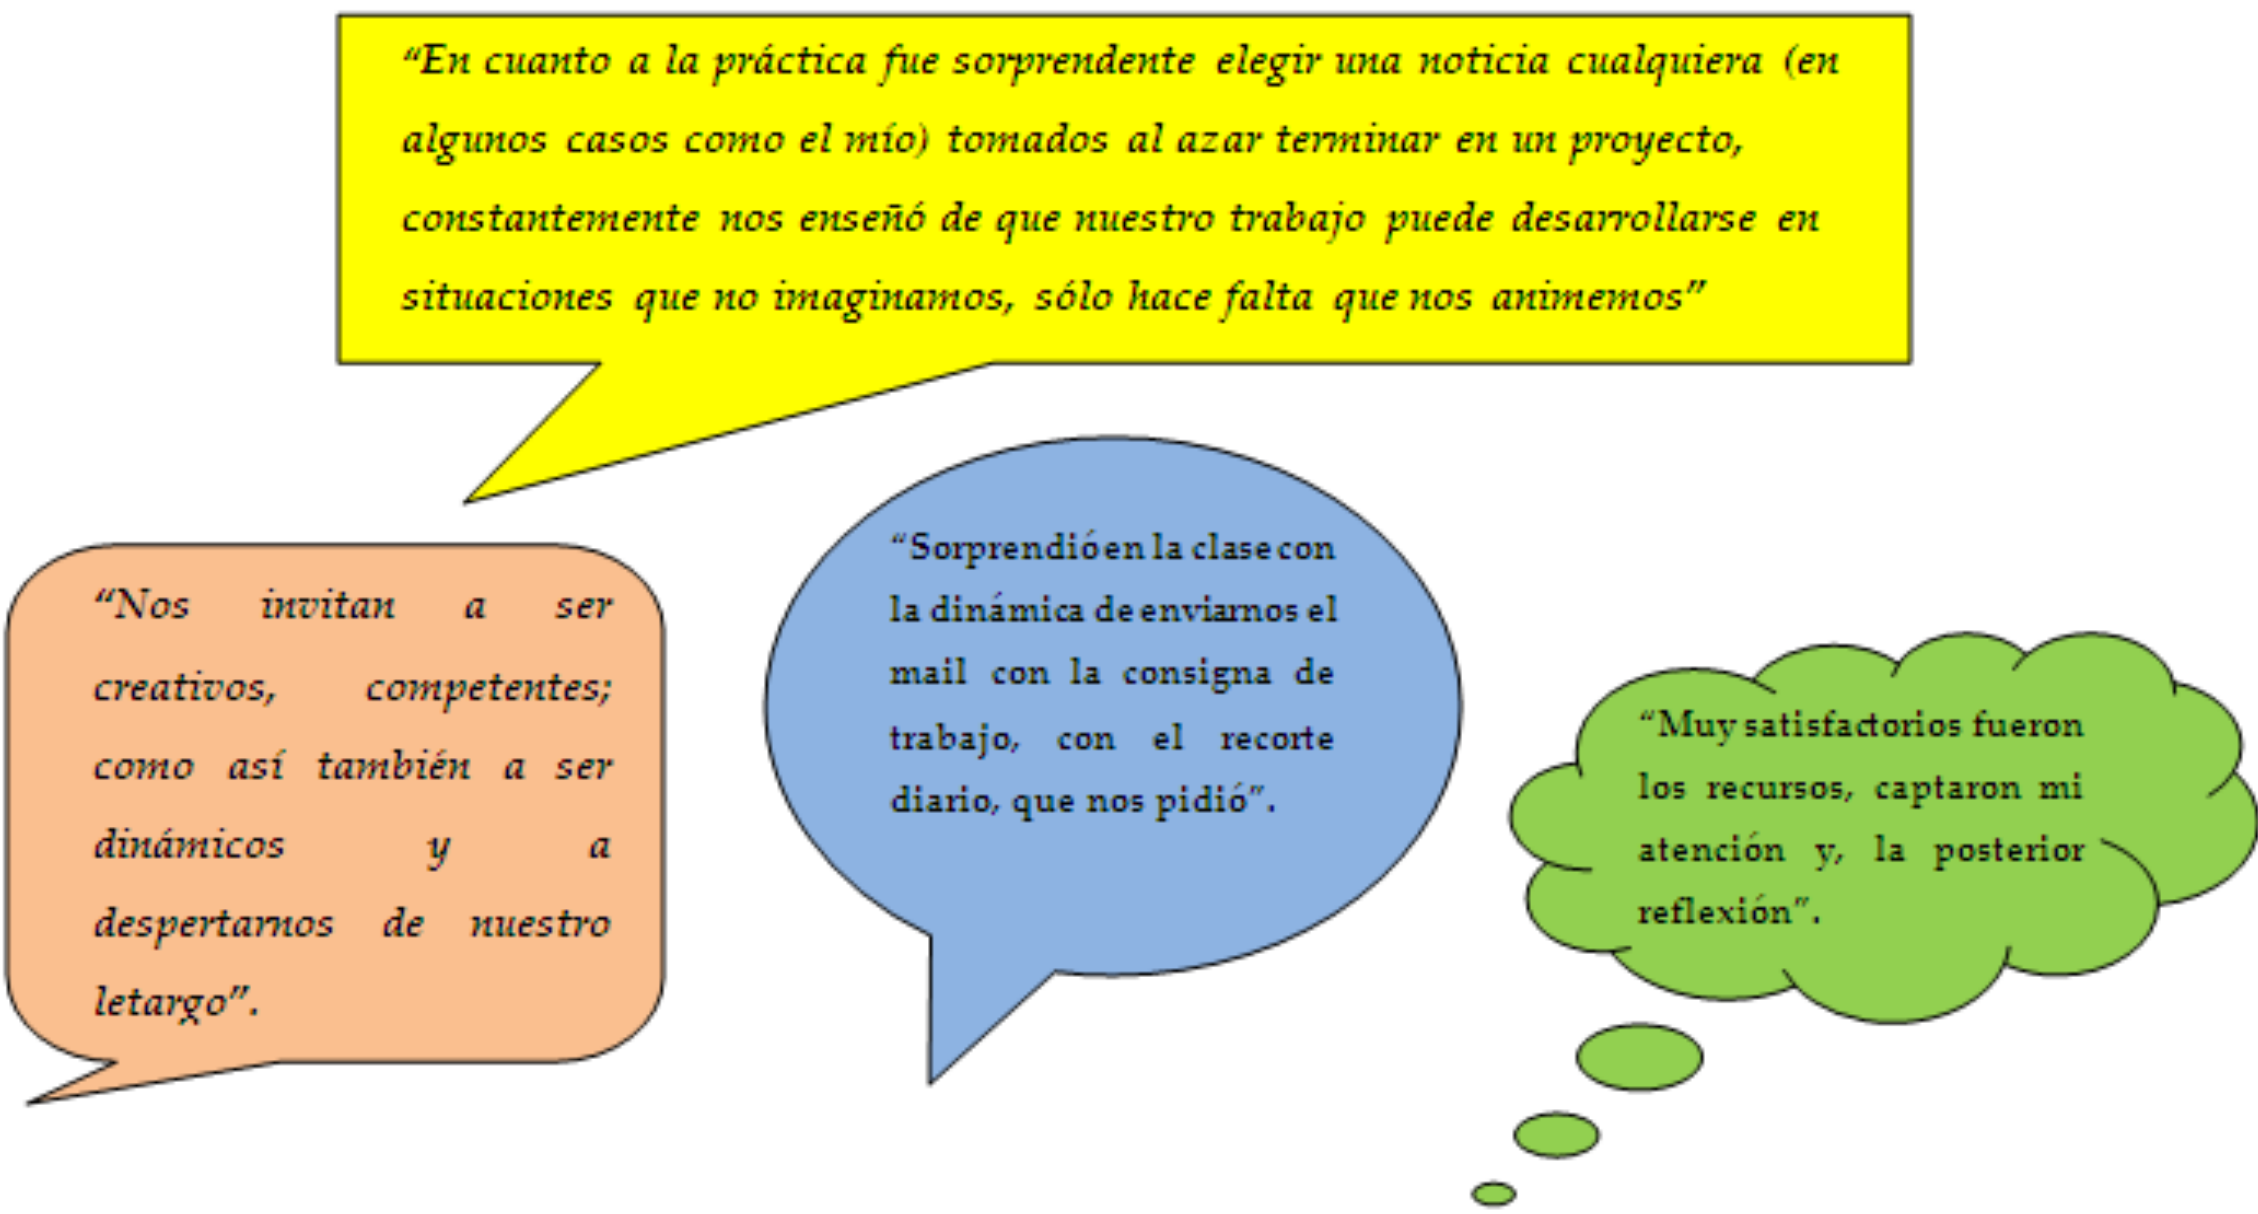 “En cuanto a la práctica fue sorprendente elegir una noticia cualquiera (en
algunos casos como el mío) tomados al azar terminar en un proyecto,
constantemente nos enseñó de que nuestro trabajo puede desarrollarse en
situaciones que no imaginamos, sólo hace falta que nos animemos”
“Nos invitan a ser
creativos, competentes;
como así también a ser
dinámicos y a
despertarnos de nuestro
letargo”.
“Sorprendió en la clase con
la dinámica de enviarnos el
mail con la consigna de
trabajo, con el recorte
diario, que nos pidió”.
“Muy satisfactorios fueron
los recursos, captaron mi
atención y, la posterior
reflexión”.